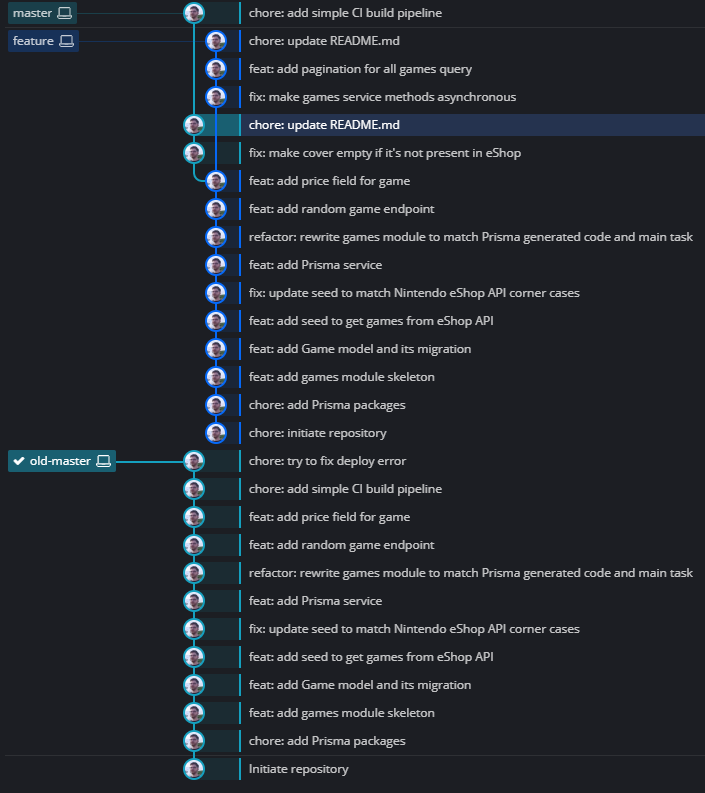 master chore: add simple CI build pipeline
feature chore: update README.md
feat: add pagination for all games query
fix: make games service methods asynchronous
chore: update README.md
fix: make cover empty if it's not present in eShop
feat: add price field for game
feat: add random game endpoint
refactor: rewrite games module to match Prisma generated code and main task
feat: add Prisma service
fix: update seed to match Nintendo eShop API corner cases
feat: add seed to get games from eShop API
feat: add Game model and its migration
feat: add games module skeleton
chore: add Prisma packages
chore: initiate repository
old-master chore: try to fix deploy error
chore: add simple CI build pipeline
feat: add price field for game
feat: add random game endpoint
refactor: rewrite games module to match Prisma generated code and main task
feat: add Prisma service
fix: update seed to match Nintendo eShop API corner cases
feat: add seed to get games from eShop API
feat: add Game model and its migration
feat: add games module skeleton
chore: add Prisma packages
Initiate repository